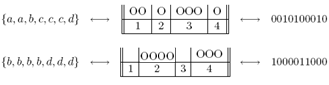 {a, a, b, c, c, c, d} ⟷ OO O OOO O ⟷ 0010100010
1 2 3 4
{b, b, b, b, d, d, d} ⟷ OOOO OOO ⟷ 1000011000
1 2 3 4